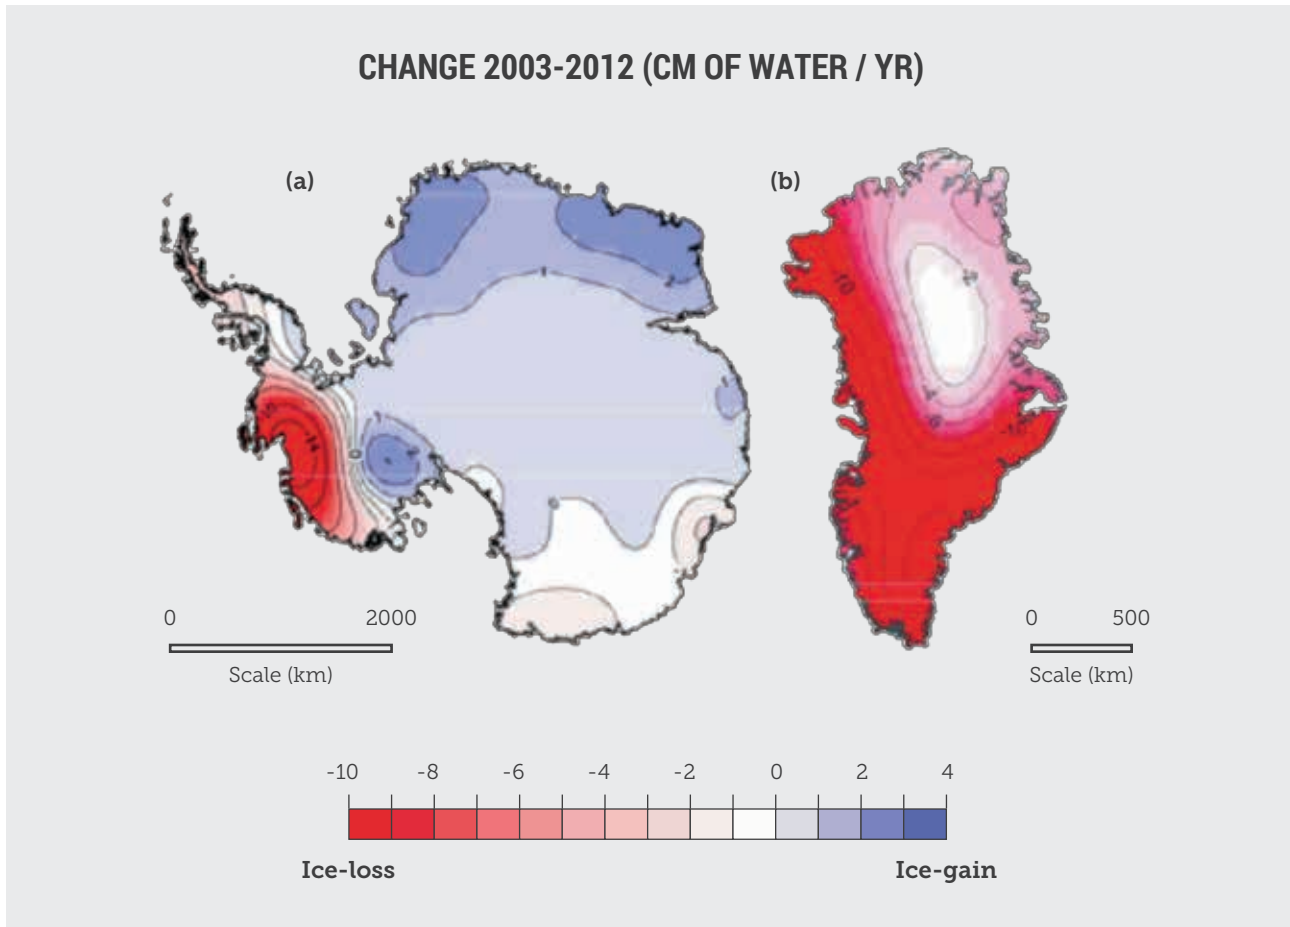 CHANGE 2003-2012 (CM OF WATER / YR)
(a)
(b)
0 2000
Scale (km)
0 500
Scale (km)
-10 -8 -6 -4 -2 0 2 4
Ice-loss
Ice-gain